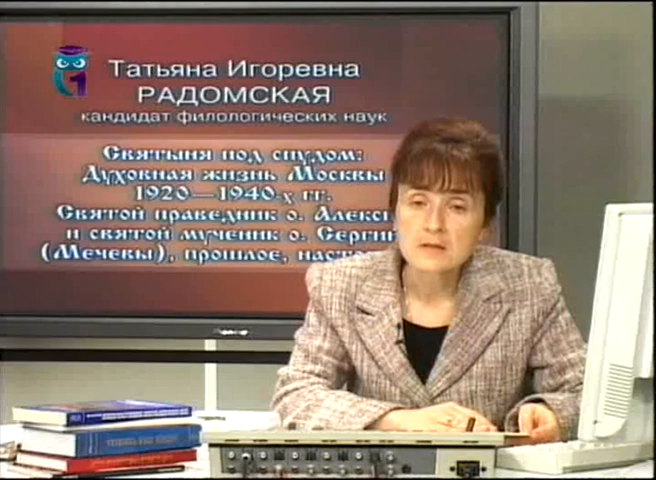 Татьяна Игоревна
РАДОМСКАЯ
кандидат филологических наук
Святыня под спудом:
Духовная жизнь Москвы
1920—1940-х гг.
Святой праведник о.
и святой мученик о.
(Мечевы), прошлое,
1